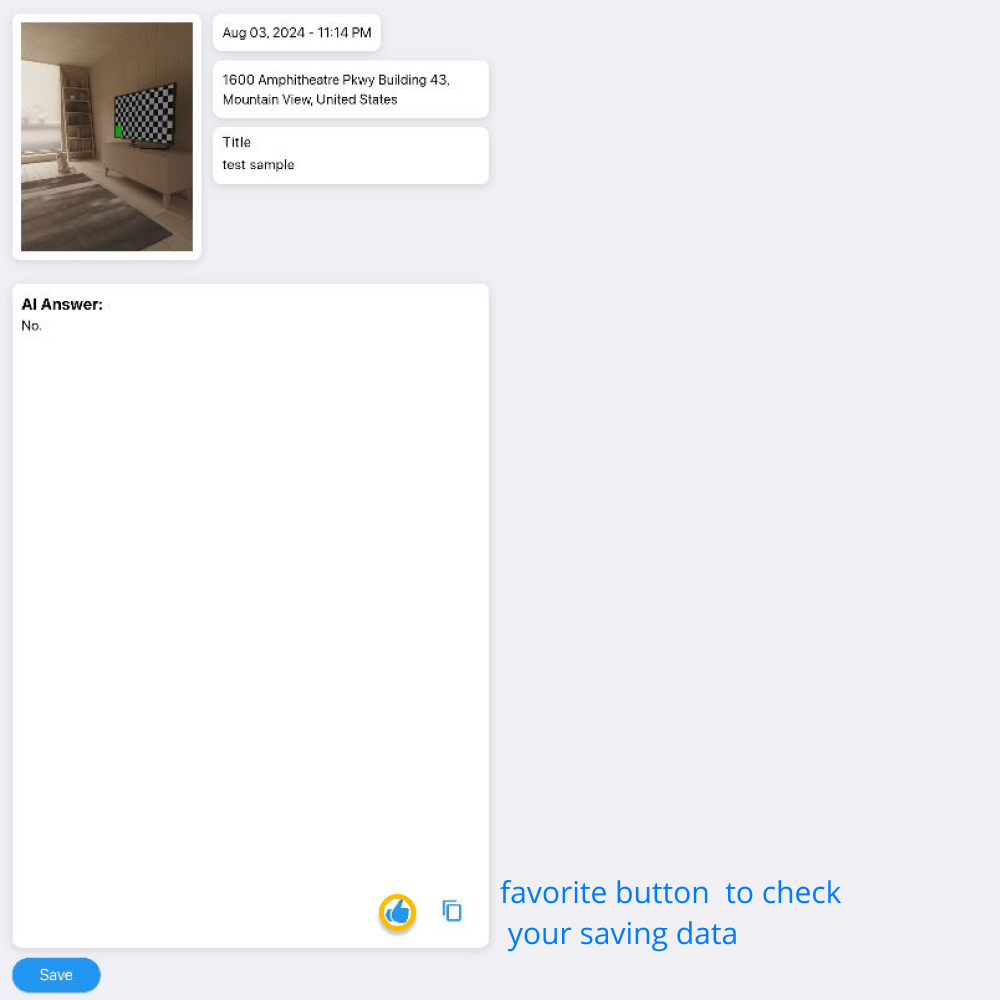 Aug 03, 2024 - 11:14 PM
1600 Amphitheatre Pkwy Building 43,
Mountain View, United States
Title
test sample
AI Answer:
No.
favorite button to check
your saving data
Save